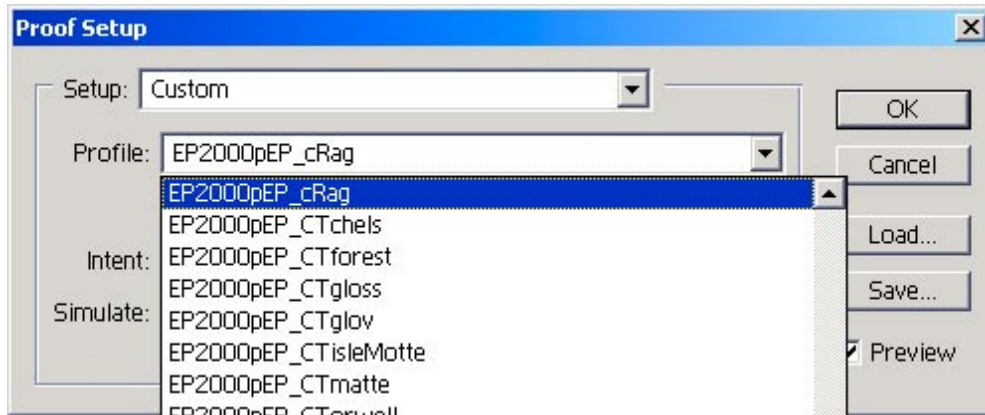 Proof Setup
Setup: Custom
OK
Profile: EP2000pEP_cRag
Cancel
EP2000pEP_cRag
EP2000pEP_CTchels
Load...
EP2000pEP_CTforest
Intent:
EP2000pEP_CTgloss
Save...
Simulate:
EP2000pEP_CTglov
EP2000pEP_CTisleMotte
Preview
EP2000pEP_CTmatte